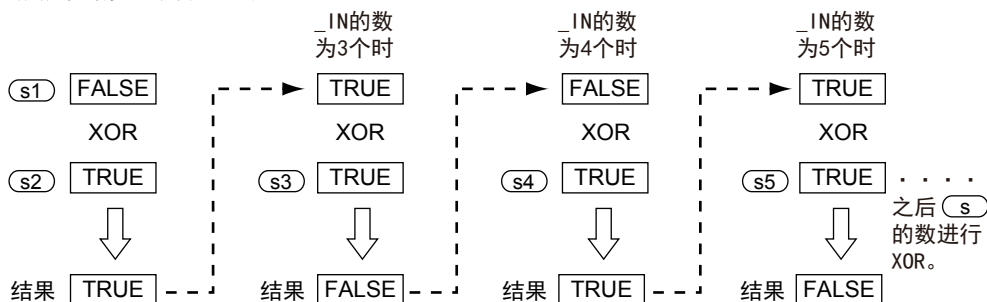 _IN的数
为3个时
_IN的数
为4个时
_IN的数
为5个时
s1 FALSE TRUE FALSE TRUE
XOR XOR XOR XOR
s2 TRUE s3 TRUE s4 TRUE s5 TRUE ····
之后 s
的数进行
XOR。
结果 TRUE 结果 FALSE 结果 TRUE 结果 FALSE